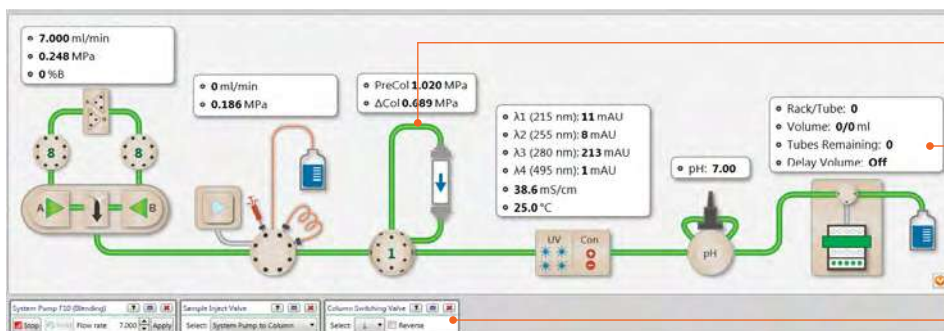 7.000 ml/min
0.248 MPa
0 %B
8
8
A
B
0 ml/min
0.186 MPa
PreCol 1.020 MPa
ΔCol 0.689 MPa
1
λ1 (215 nm): 11 mAU
λ2 (255 nm): 8 mAU
λ3 (280 nm): 213 mAU
λ4 (495 nm): 1 mAU
38.6 mS/cm
25.0 °C
UV
Con
pH: 7.00
pH
Rack/Tube: 0
Volume: 0/0 ml
Tubes Remaining: 0
Delay Volume: Off
System Pump F10 (Blending)
Stop
Flow rate: 7.000
Apply
Sample Inject Valve
Select: System Pump to Column
Column Switching Valve
Select: 1
Reverse